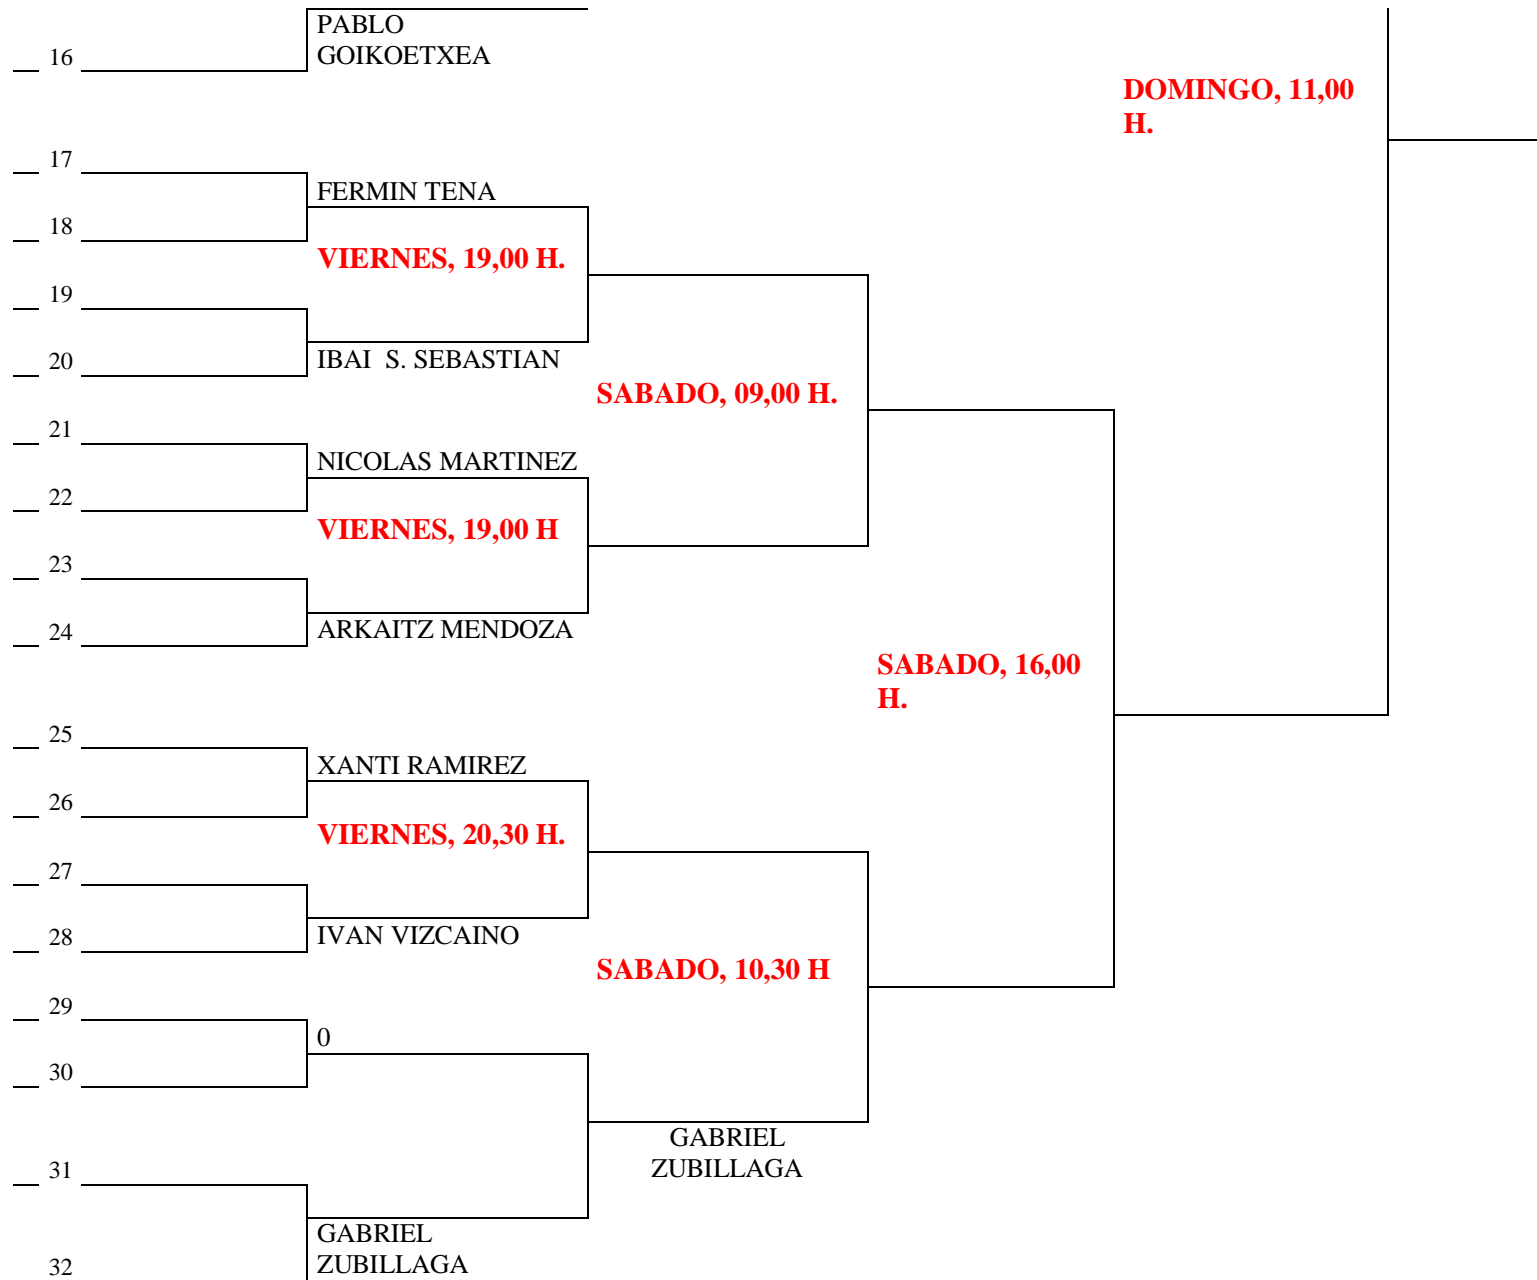 PABLO
GOIKOETXEA
16
DOMINGO, 11,00
H.
17
FERMIN TENA
18
VIERNES, 19,00 H.
19
20
IBAI  S. SEBASTIAN
SABADO, 09,00 H.
21
NICOLAS MARTINEZ
22
VIERNES, 19,00 H
23
24
ARKAITZ MENDOZA
SABADO, 16,00
H.
25
XANTI RAMIREZ
26
VIERNES, 20,30 H.
27
28
IVAN VIZCAINO
SABADO, 10,30 H
29
0
30
GABRIEL
ZUBILLAGA
31
GABRIEL
ZUBILLAGA
32